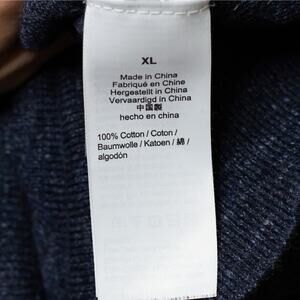 XL
Made in China
Fabriqué en Chine
Hergestellt in China
Vervaardigd in China
中国製
hecho en china
100% Cotton / Coton /
Baumwolle / Katoen / 綿 /
algodón